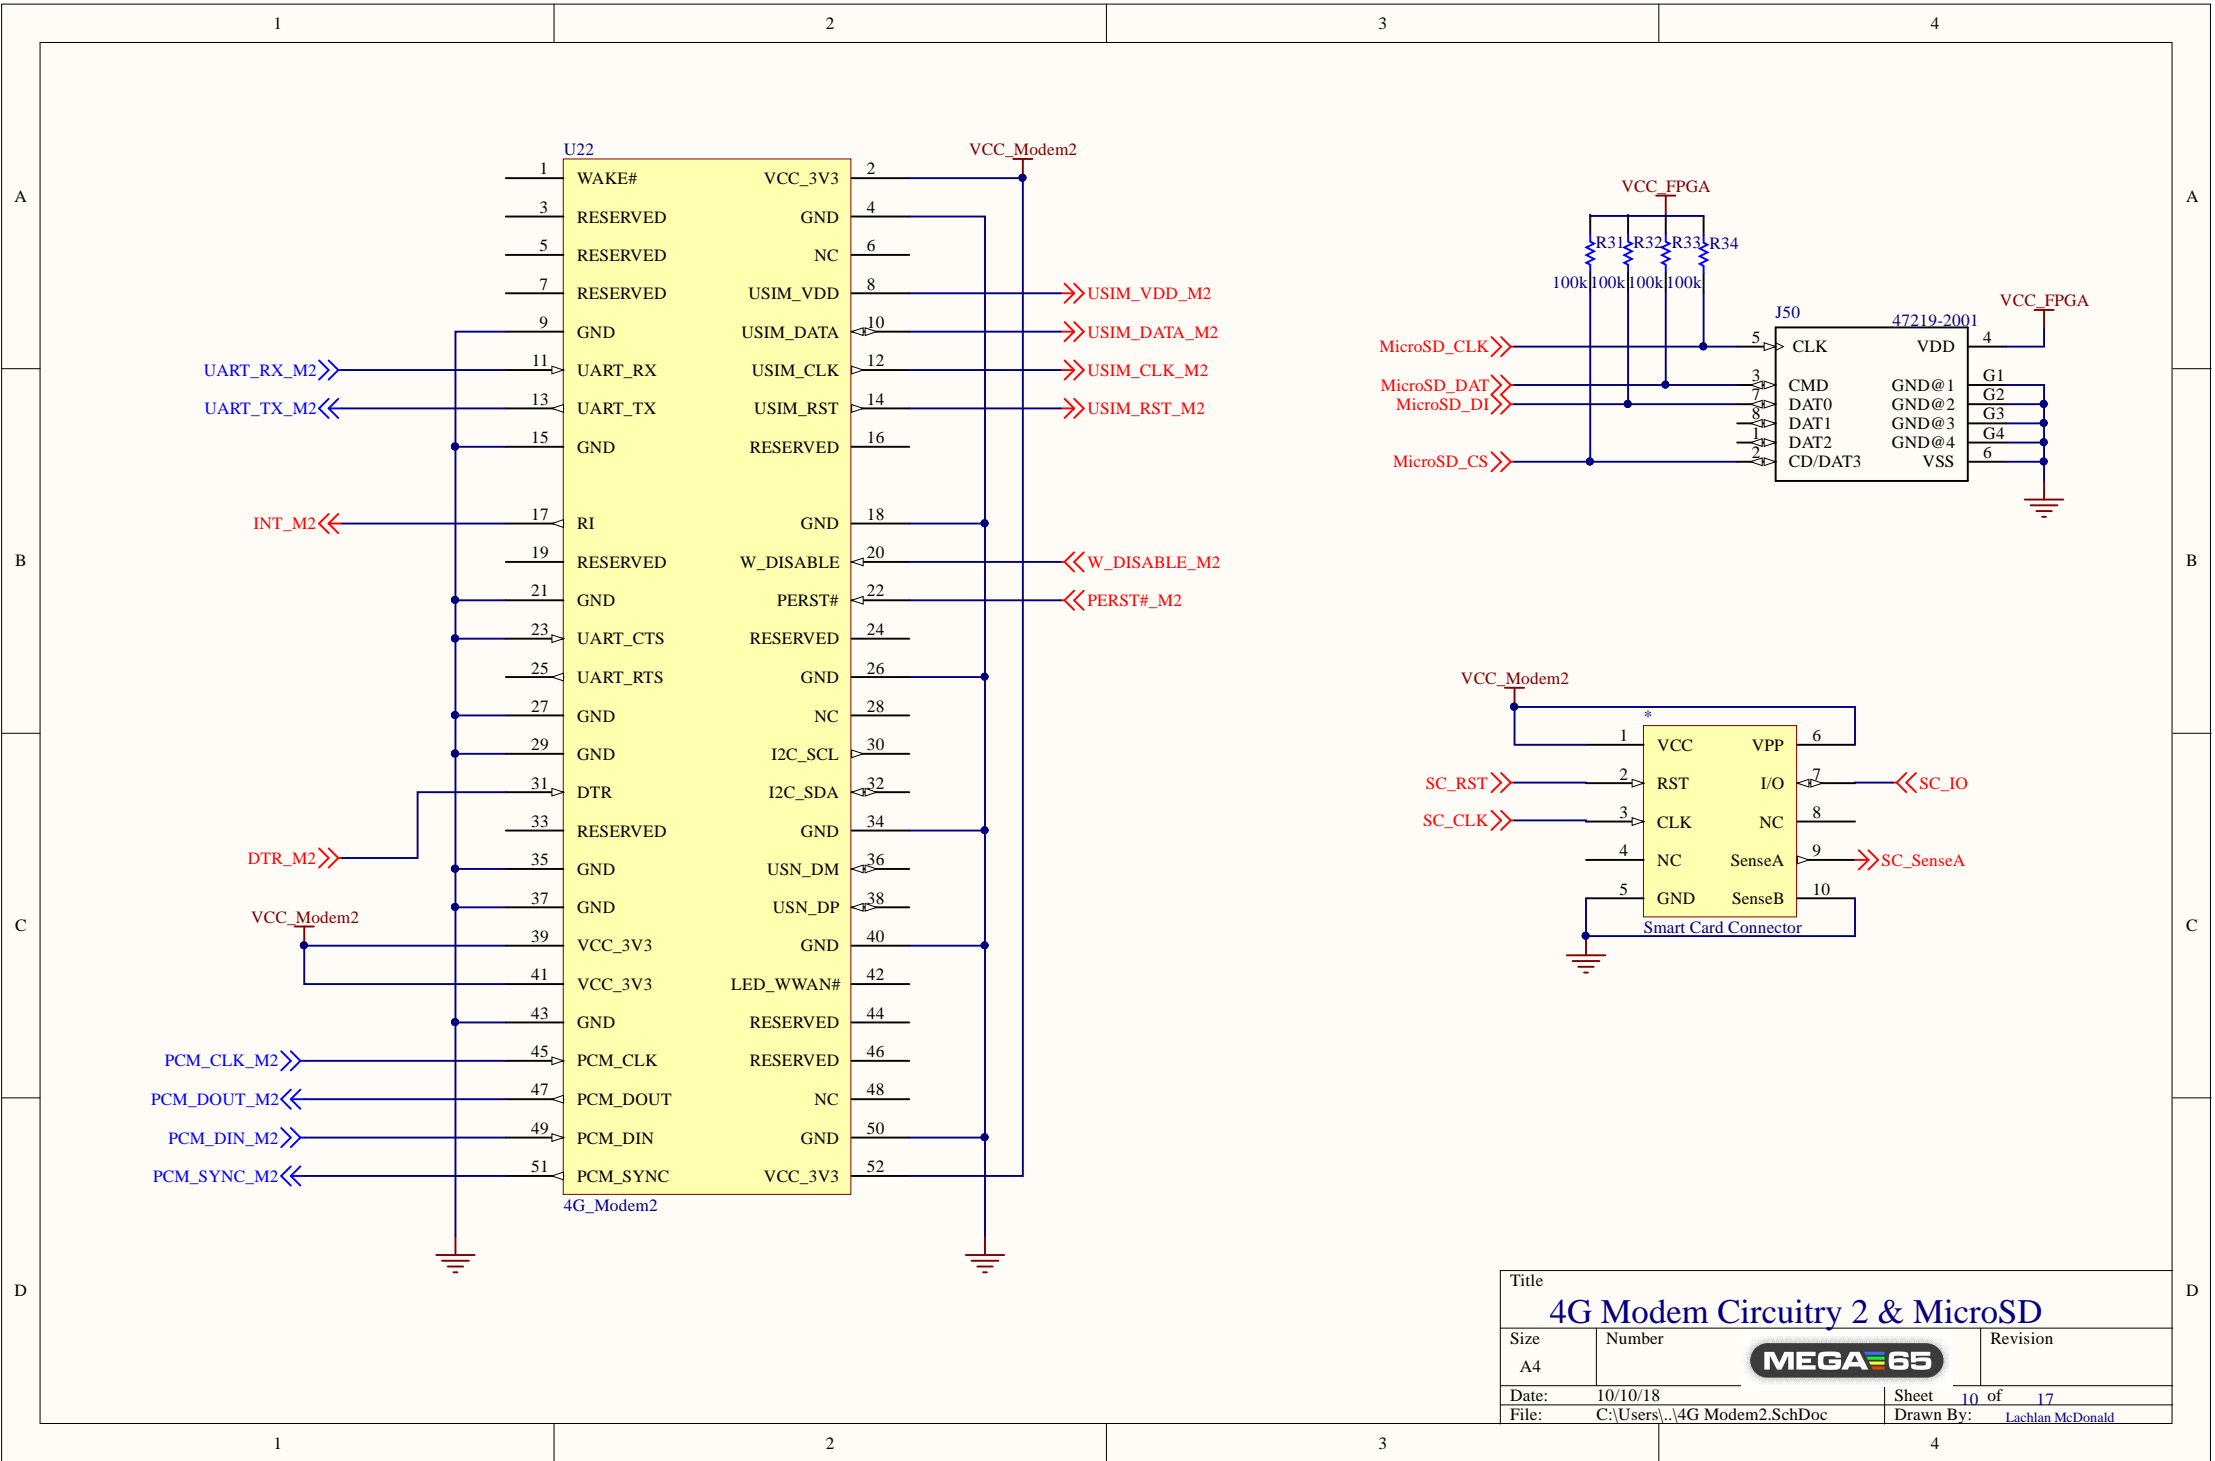 1 2 3 4
A A
B B
C C
D D
U22
VCC_Modem2
1 WAKE# VCC_3V3 2
3 RESERVED GND 4
5 RESERVED NC 6
7 RESERVED USIM_VDD 8 USIM_VDD_M2
9 GND USIM_DATA 10 USIM_DATA_M2
UART_RX_M2 11 UART_RX USIM_CLK 12 USIM_CLK_M2
UART_TX_M2 13 UART_TX USIM_RST 14 USIM_RST_M2
15 GND RESERVED 16
INT_M2 17 RI GND 18
19 RESERVED W_DISABLE 20 W_DISABLE_M2
21 GND PERST# 22 PERST#_M2
23 UART_CTS RESERVED 24
25 UART_RTS GND 26
27 GND NC 28
29 GND I2C_SCL 30
31 DTR I2C_SDA 32
33 RESERVED GND 34
DTR_M2
35 GND USN_DM 36
37 GND USN_DP 38
VCC_Modem2
39 VCC_3V3 GND 40
41 VCC_3V3 LED_WWAN# 42
43 GND RESERVED 44
PCM_CLK_M2 45 PCM_CLK RESERVED 46
PCM_DOUT_M2 47 PCM_DOUT NC 48
PCM_DIN_M2 49 PCM_DIN GND 50
PCM_SYNC_M2 51 PCM_SYNC VCC_3V3 52
4G_Modem2
VCC_FPGA
R31 R32 R33 R34
100k 100k 100k 100k
VCC_FPGA
J50 47219-2001
MicroSD_CLK 5 CLK VDD 4
MicroSD_DAT 3 CMD GND@1 G1
MicroSD_DI 7 DAT0 GND@2 G2
8 DAT1 GND@3 G3
1 DAT2 GND@4 G4
MicroSD_CS 2 CD/DAT3 VSS 6
VCC_Modem2
*
1 VCC VPP 6
SC_RST 2 RST I/O 7 SC_IO
SC_CLK 3 CLK NC 8
4 NC SenseA 9 SC_SenseA
5 GND SenseB 10
Smart Card Connector
Title
4G Modem Circuitry 2 & MicroSD
Size Number Revision
A4
MEGA 65
Date: 10/10/18 Sheet 10 of 17
File: C:\Users\..\4G Modem2.SchDoc Drawn By: Lachlan McDonald
1 2 3 4